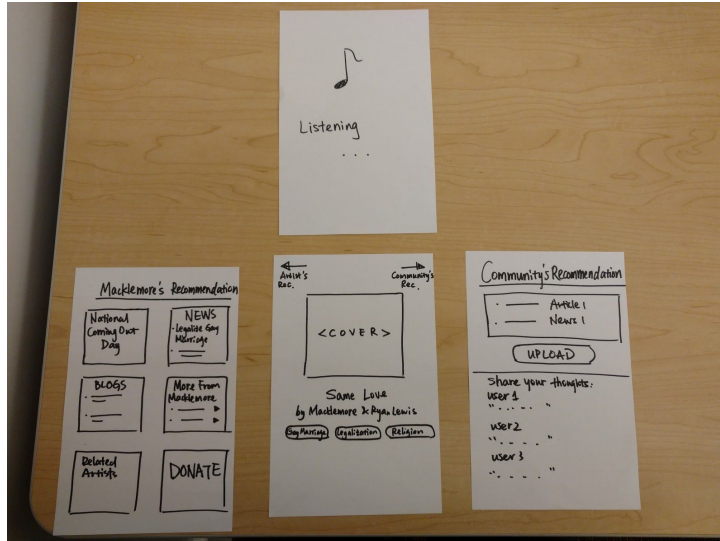 Listening
. . .
Macklemore's Recommendation
National
Coming Out
Day
NEWS
· Legalize Gay
Marriage
BLOGS
More From
Macklemore
Related
Artists
DONATE
Artist's
Rec.
Community's
Rec.
<COVER>
Same Love
by Macklemore & Ryan Lewis
Gay Marriage Legalization Religion
Community's Recommendation
· Article 1
· News 1
UPLOAD
Share your thoughts:
user 1
" . . - . . "
user 2
" . . . . "
user 3
" . . . . "